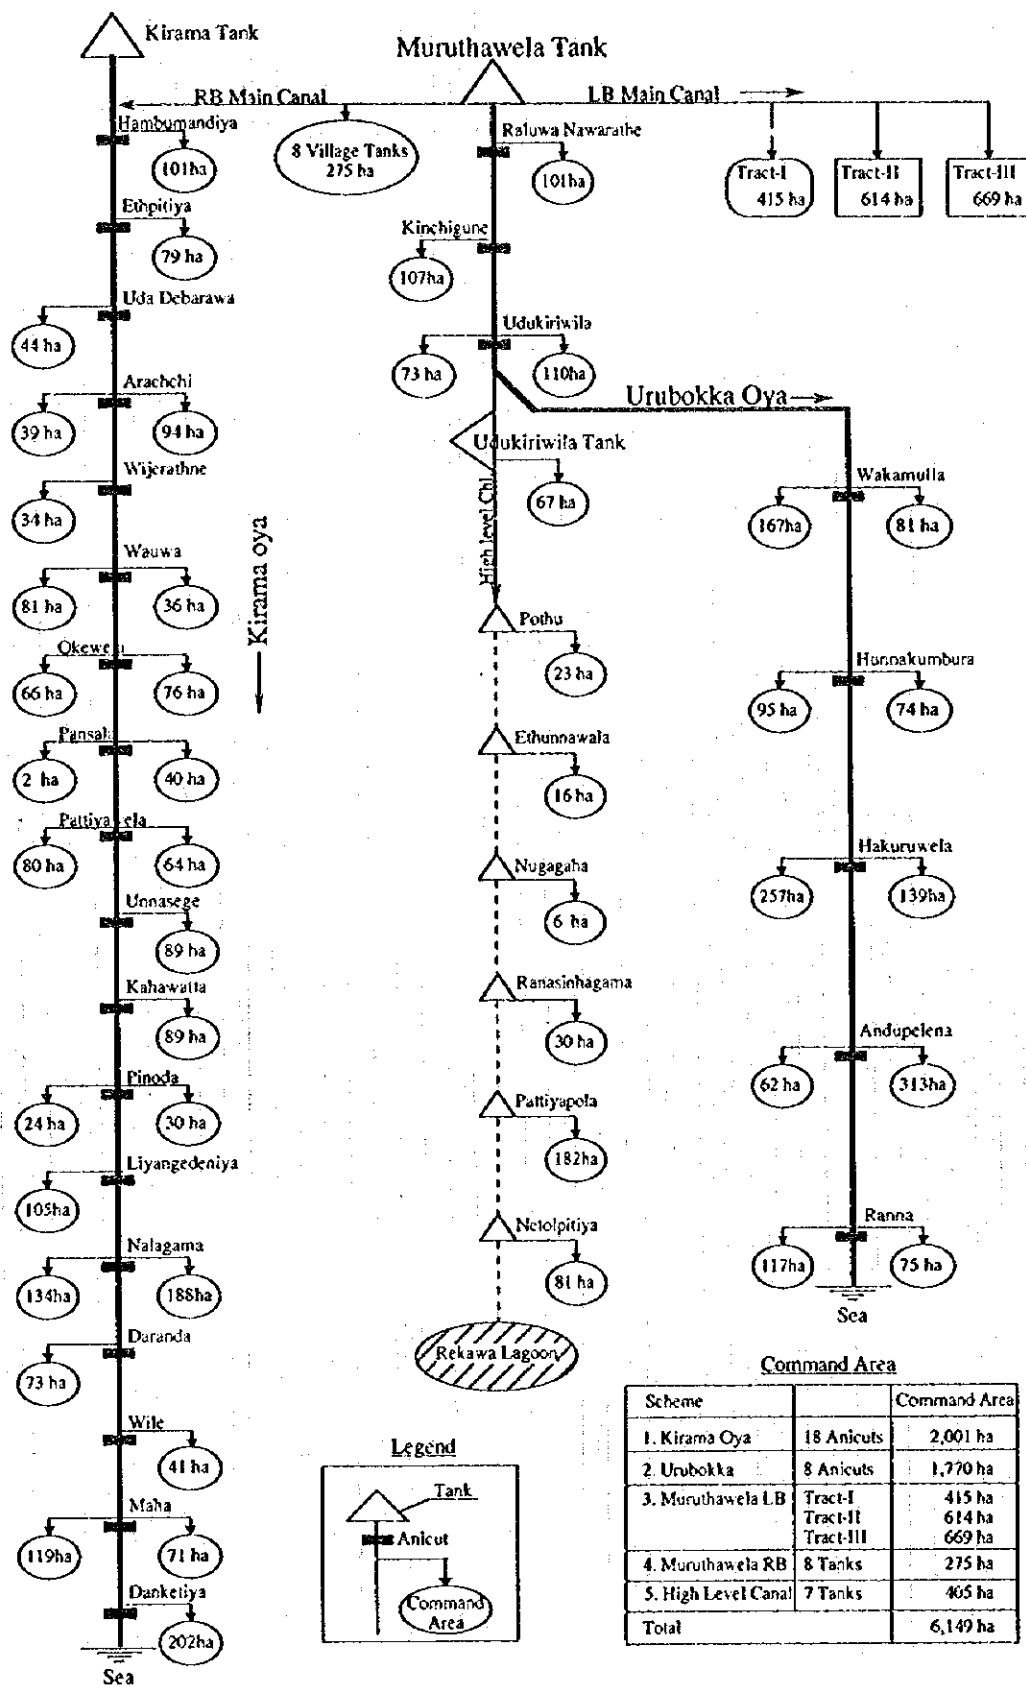 Kirama Tank
Muruthawela Tank
RB Main Canal
LB Main Canal
Hambumandiya
101ha
8 Village Tanks
275 ha
Raluwa Nawarathe
101ha
Tract-I
415 ha
Tract-II
614 ha
Tract-III
669 ha
Ethpitiya
79 ha
Kinchigune
107ha
Uda Debarawa
44 ha
Udukiriwila
73 ha
110ha
Arachchi
39 ha
94 ha
Urubokka Oya
Udukiriwila Tank
67 ha
High level Chl
Wijerathne
34 ha
Wakamulla
167ha
81 ha
Kirama oya
Wauwa
81 ha
36 ha
Pothu
23 ha
Okewela
66 ha
76 ha
Hunnakumbura
95 ha
74 ha
Pansala
2 ha
40 ha
Ethunnawala
16 ha
Pattiyawela
80 ha
64 ha
Nugagaha
6 ha
Hakuruwela
257ha
139ha
Unnasege
89 ha
Kahawatta
89 ha
Ranasinhagama
30 ha
Andupelena
62 ha
313ha
Pinoda
24 ha
30 ha
Pattiyapola
182ha
Liyangedeniya
105ha
Netolpitiya
81 ha
Ranna
117ha
75 ha
Sea
Nalagama
134ha
188ha
Daranda
73 ha
Rekawa Lagoon
Wile
41 ha
Maha
119ha
71 ha
Danketiya
202ha
Sea
Legend
Tank
Anicut
Command
Area
Command Area
Scheme Command Area
1. Kirama Oya 18 Anicuts 2,001 ha
2. Urubokka 8 Anicuts 1,770 ha
3. Muruthawela LB Tract-I 415 ha
Tract-II 614 ha
Tract-III 669 ha
4. Muruthawela RB 8 Tanks 275 ha
5. High Level Canal 7 Tanks 405 ha
Total 6,149 ha